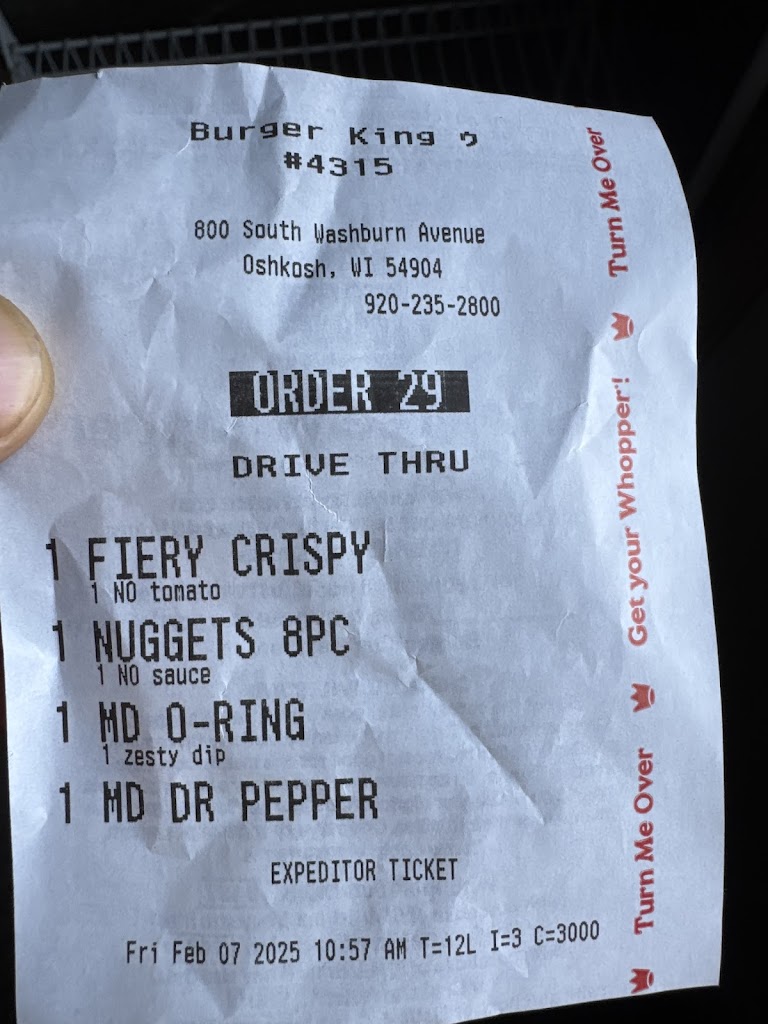 Burger King ウ
#4315
800 South Washburn Avenue
Oshkosh, WI 54904
920-235-2800
ORDER 29
DRIVE THRU
1 FIERY CRISPY
1 NO tomato
1 NUGGETS 8PC
1 NO sauce
1 MD O-RING
1 zesty dip
1 MD DR PEPPER
EXPEDITOR TICKET
Fri Feb 07 2025 10:57 AM T=12L I=3 C=3000
Turn Me Over
Get your Whopper!
Turn Me Over